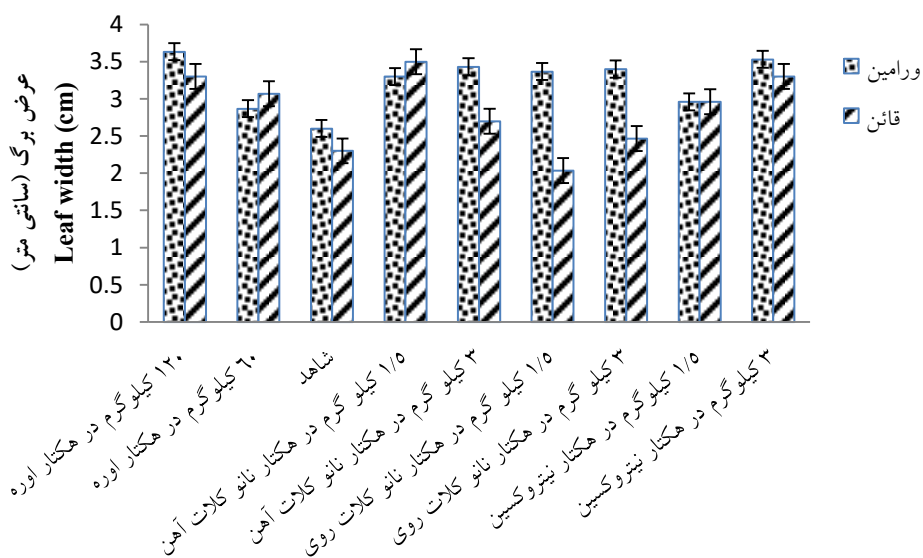 عرض برگ (سانتی متر)
Leaf width (cm)
4
3.5
3
2.5
2
1.5
1
0.5
0
ورامین
قائن
۱۲۰ کیلوگرم در هکتار اوره
۶۰ کیلوگرم در هکتار اوره
شاهد
۱/۵ کیلو گرم در هکتار نانو کلات آهن
۳ کیلو گرم در هکتار نانو کلات آهن
۱/۵ کیلو گرم در هکتار نانو کلات روی
۳ کیلو گرم در هکتار نانو کلات روی
۱/۵ کیلوگرم در هکتار نیتروکسین
۳ کیلوگرم در هکتار نیتروکسین